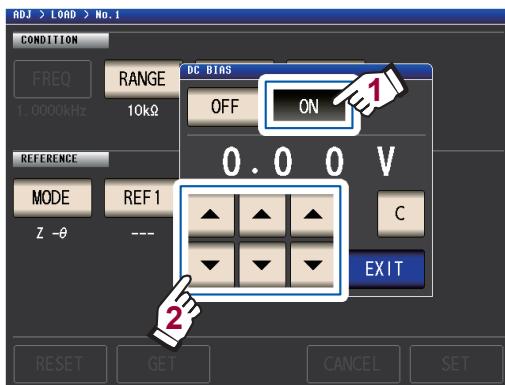 ADJ > LOAD > No.1
CONDITION
FREQ
RANGE
1.0000kHz
10kΩ
DC BIAS
OFF
ON
1
0.00 V
REFERENCE
MODE
REF1
Z -θ
---
C
EXIT
2
RESET
GET
CANCEL
SET